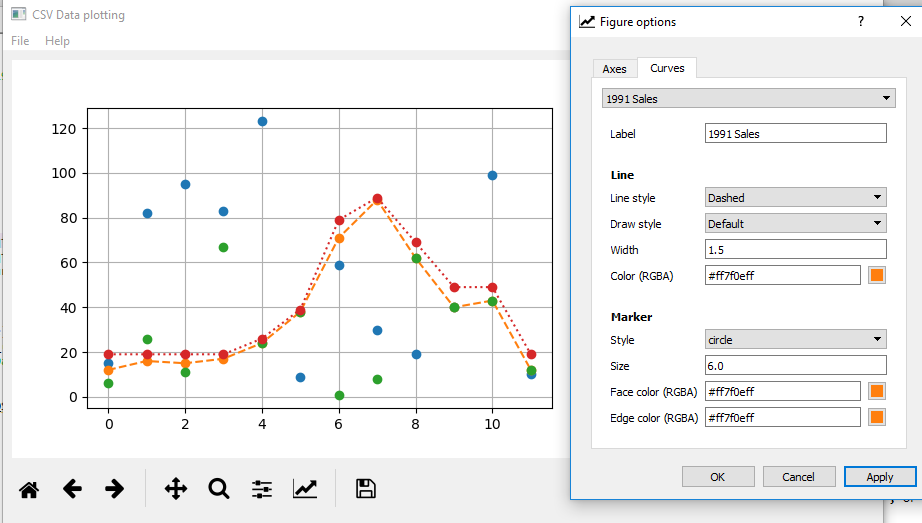 CSV Data plotting
File Help
120
100
80
60
40
20
0
0 2 4 6 8 10
Figure options
Axes Curves
1991 Sales
Label 1991 Sales
Line
Line style Dashed
Draw style Default
Width 1.5
Color (RGBA) #ff7f0eff
Marker
Style circle
Size 6.0
Face color (RGBA) #ff7f0eff
Edge color (RGBA) #ff7f0eff
OK Cancel Apply